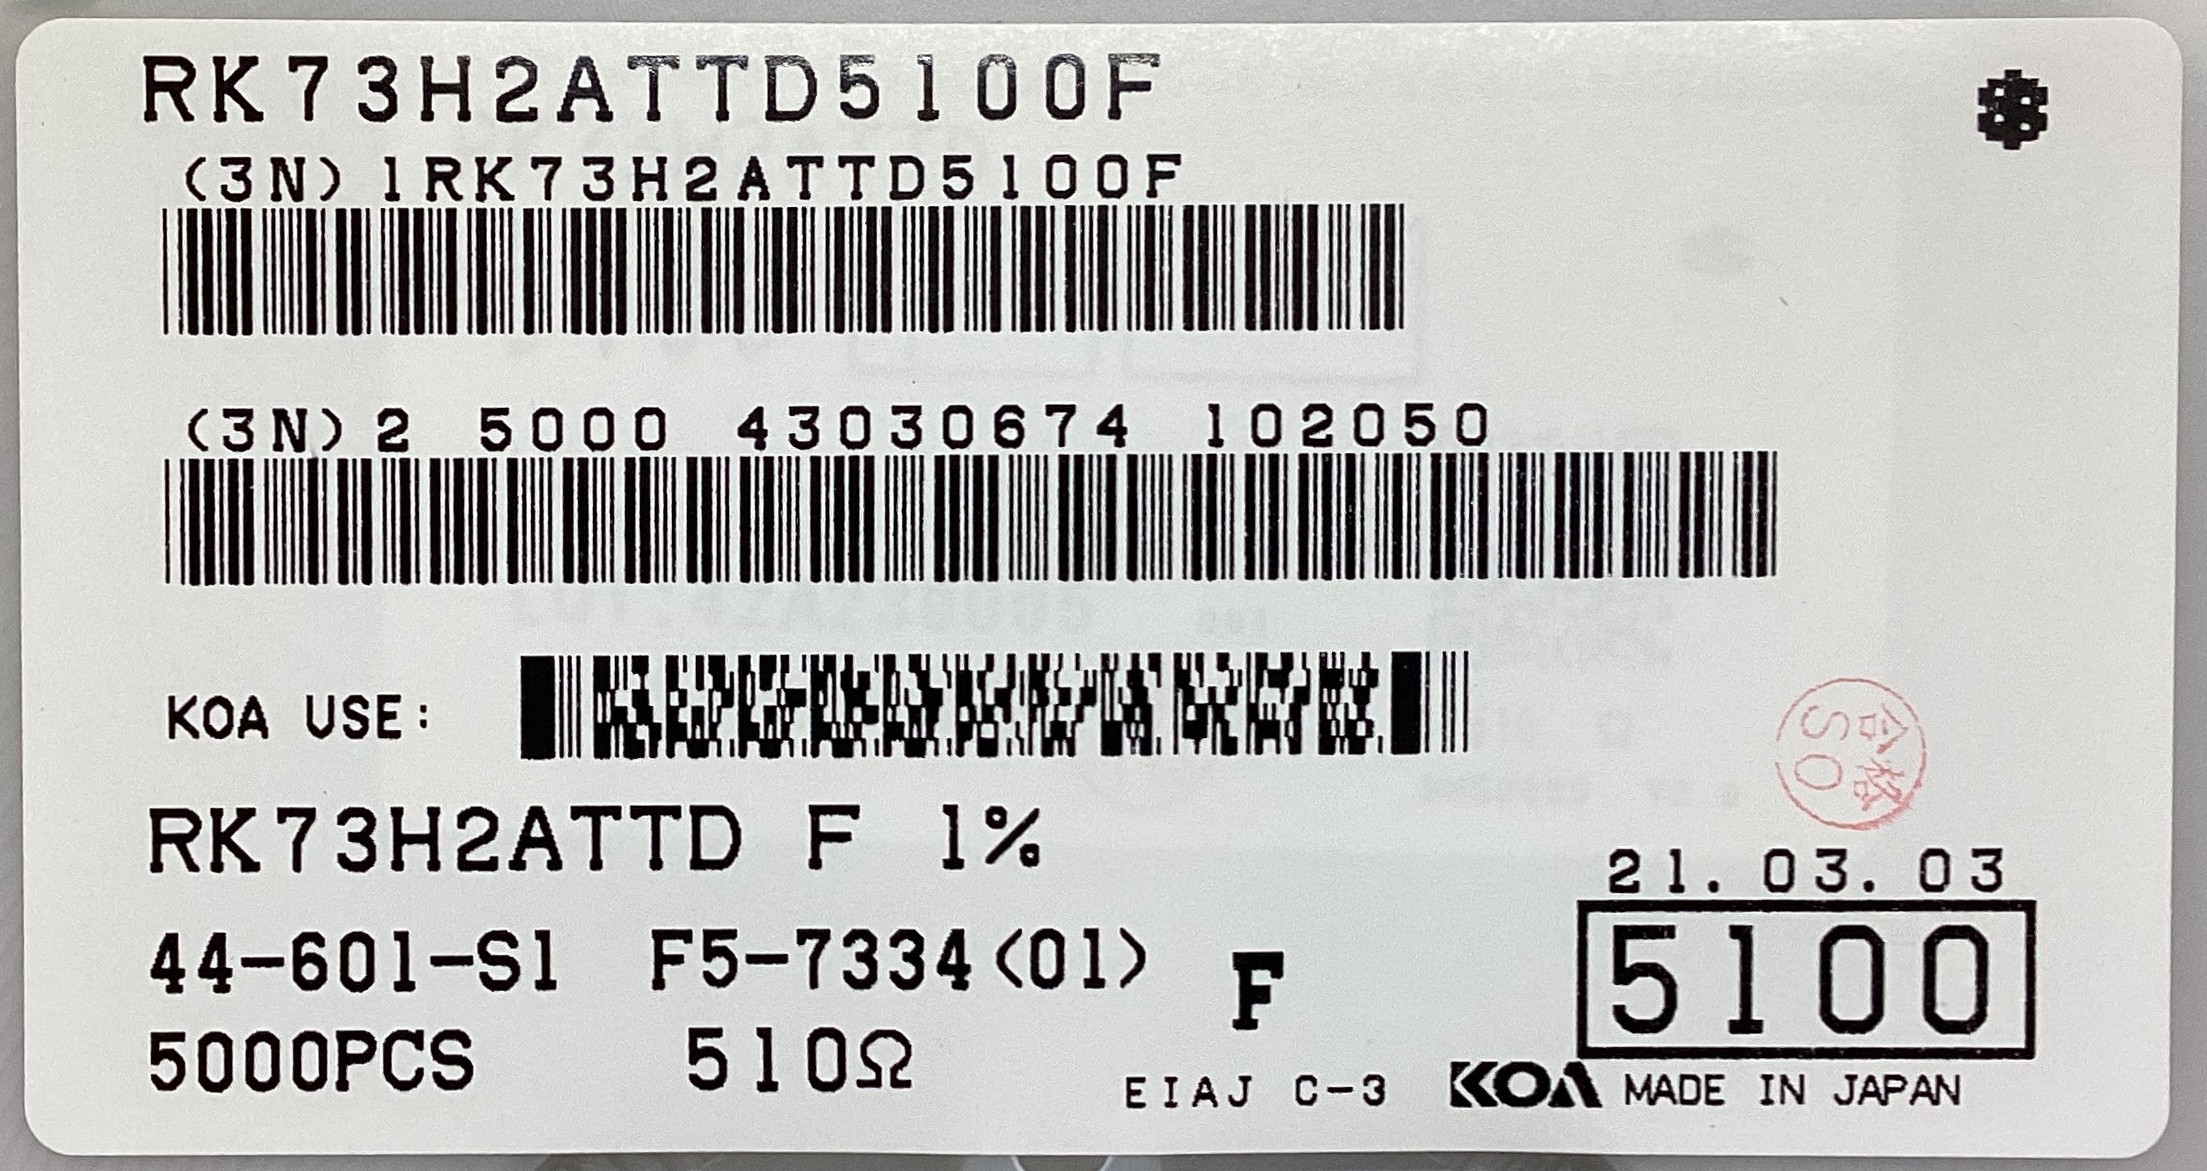 RK73H2ATTD5100F
(3N)1RK73H2ATTD5100F
(3N)2 5000 43030674 102050
KOA USE:
合格
SO
RK73H2ATTD F 1%
21.03.03
44-601-S1 F5-7334(01) F
5100
5000PCS 510Ω
EIAJ C-3 KOA MADE IN JAPAN